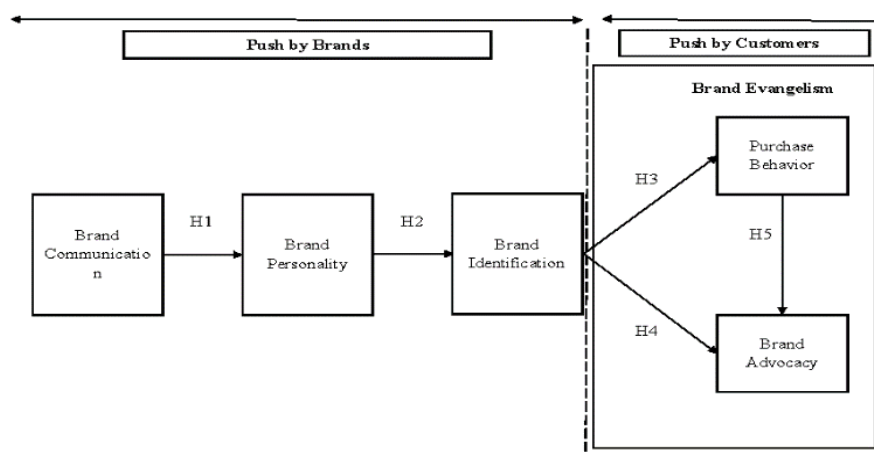 Push by Brands
Push by Customers
Brand Evangelism
Purchase
Behavior
H3
H1
H2
H5
Brand
Communicatio
n
Brand
Personality
Brand
Identification
H4
Brand
Advocacy